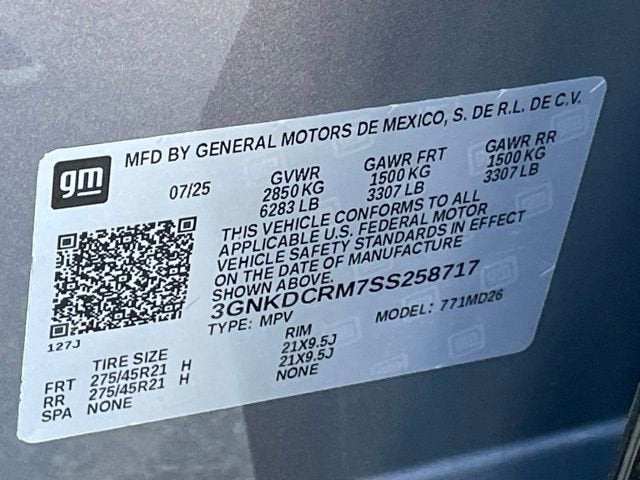 gm
MFD BY GENERAL MOTORS DE MEXICO, S. DE R.L. DE C.V.
07/25 GVWR GAWR FRT GAWR RR
2850 KG 1500 KG 1500 KG
6283 LB 3307 LB 3307 LB
THIS VEHICLE CONFORMS TO ALL
APPLICABLE U.S. FEDERAL MOTOR
VEHICLE SAFETY STANDARDS IN EFFECT
ON THE DATE OF MANUFACTURE
SHOWN ABOVE.
3GNKDCRM7SS258717
TYPE: MPV MODEL: 771MD26
127J
TIRE SIZE RIM
FRT 275/45R21 H 21X9.5J
RR 275/45R21 H 21X9.5J
SPA NONE NONE